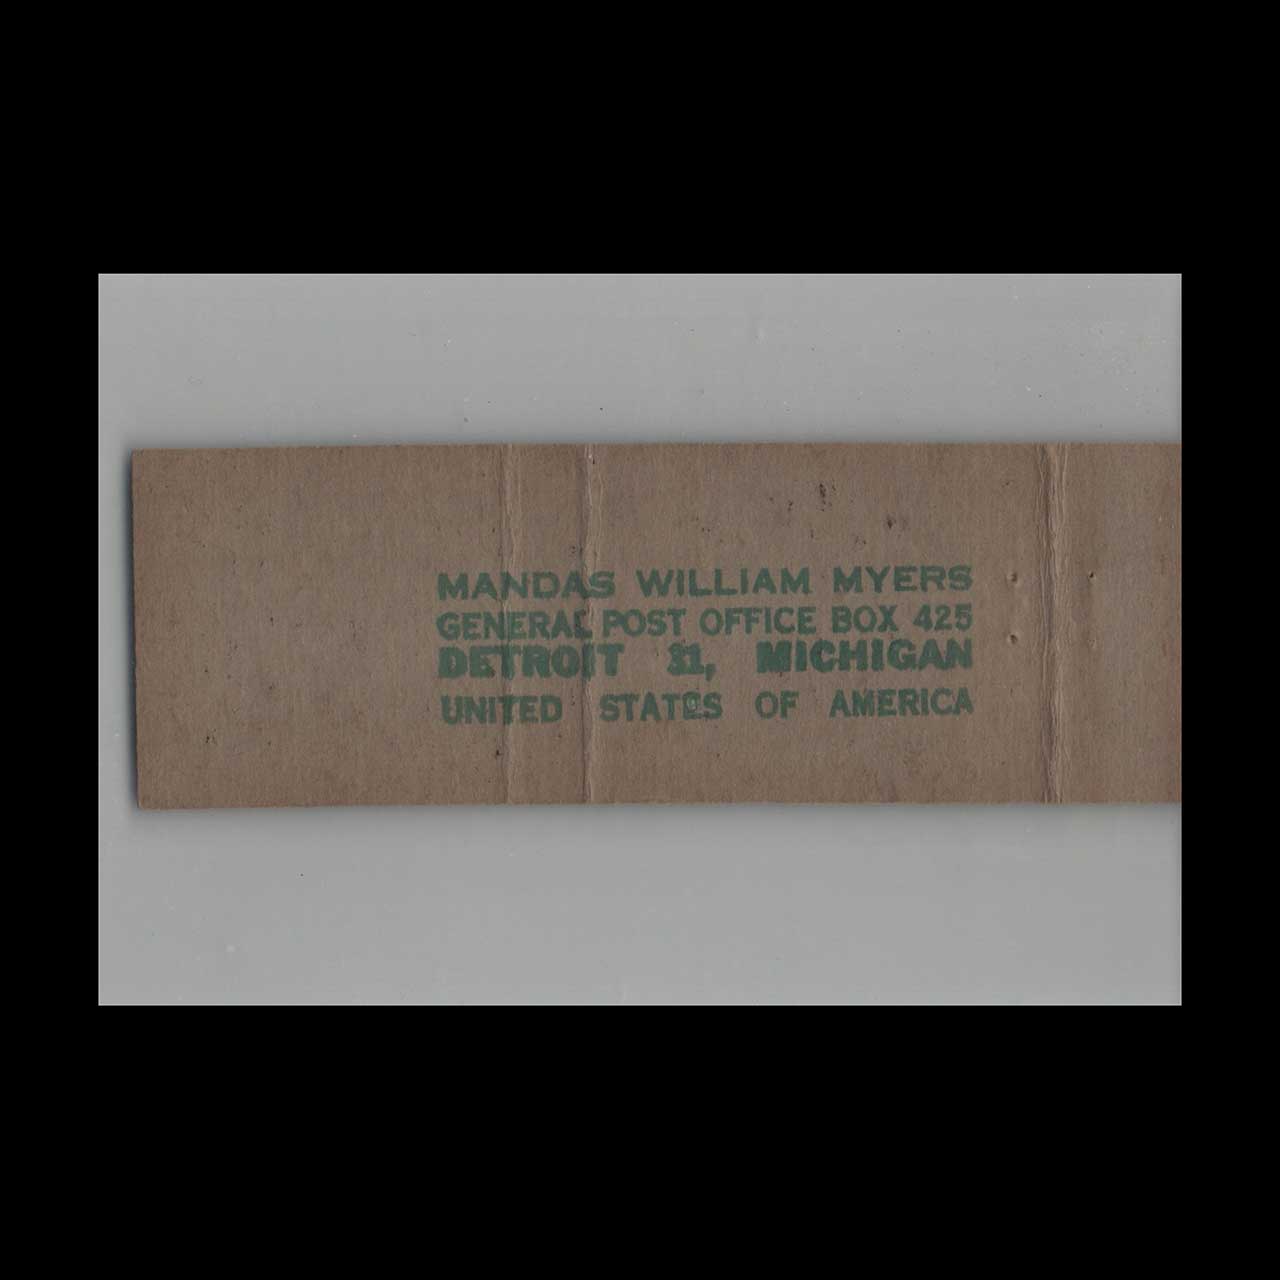 MANDAS WILLIAM MYERS
GENERAL POST OFFICE BOX 425
DETROIT 31, MICHIGAN
UNITED STATES OF AMERICA